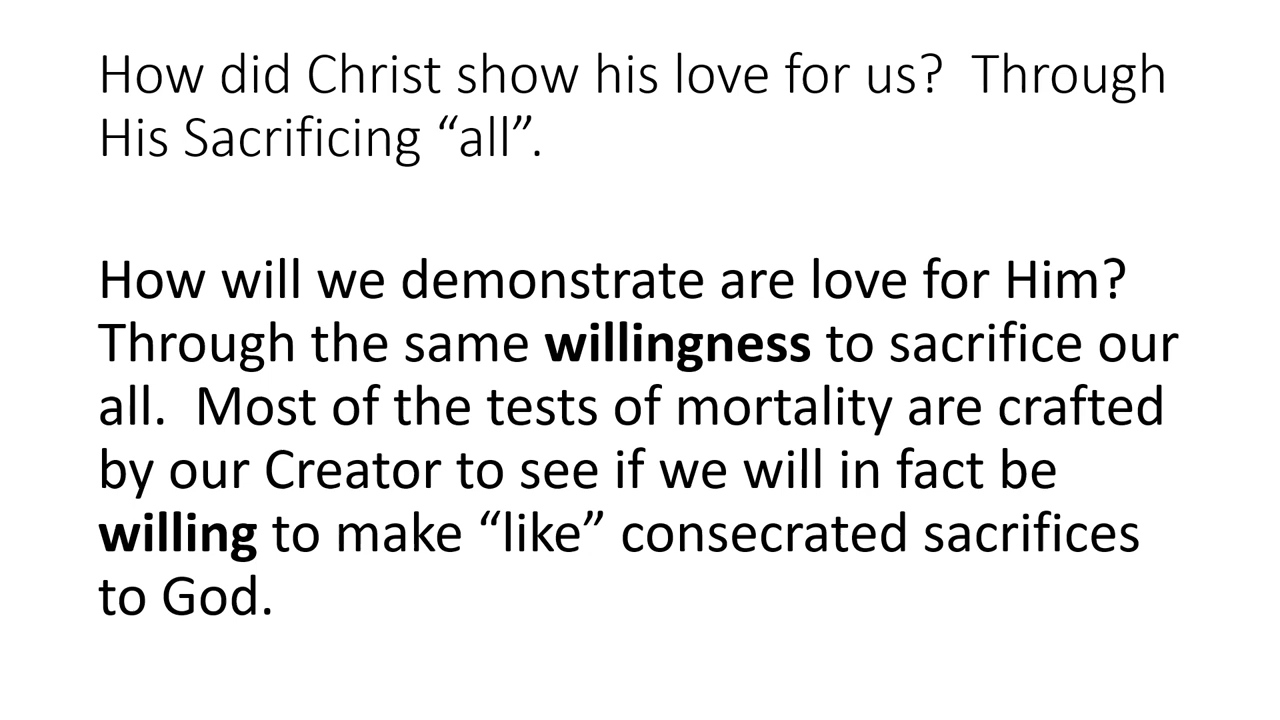 How did Christ show his love for us?  Through
His Sacrificing “all”.
How will we demonstrate are love for Him?
Through the same willingness to sacrifice our
all.  Most of the tests of mortality are crafted
by our Creator to see if we will in fact be
willing to make “like” consecrated sacrifices
to God.